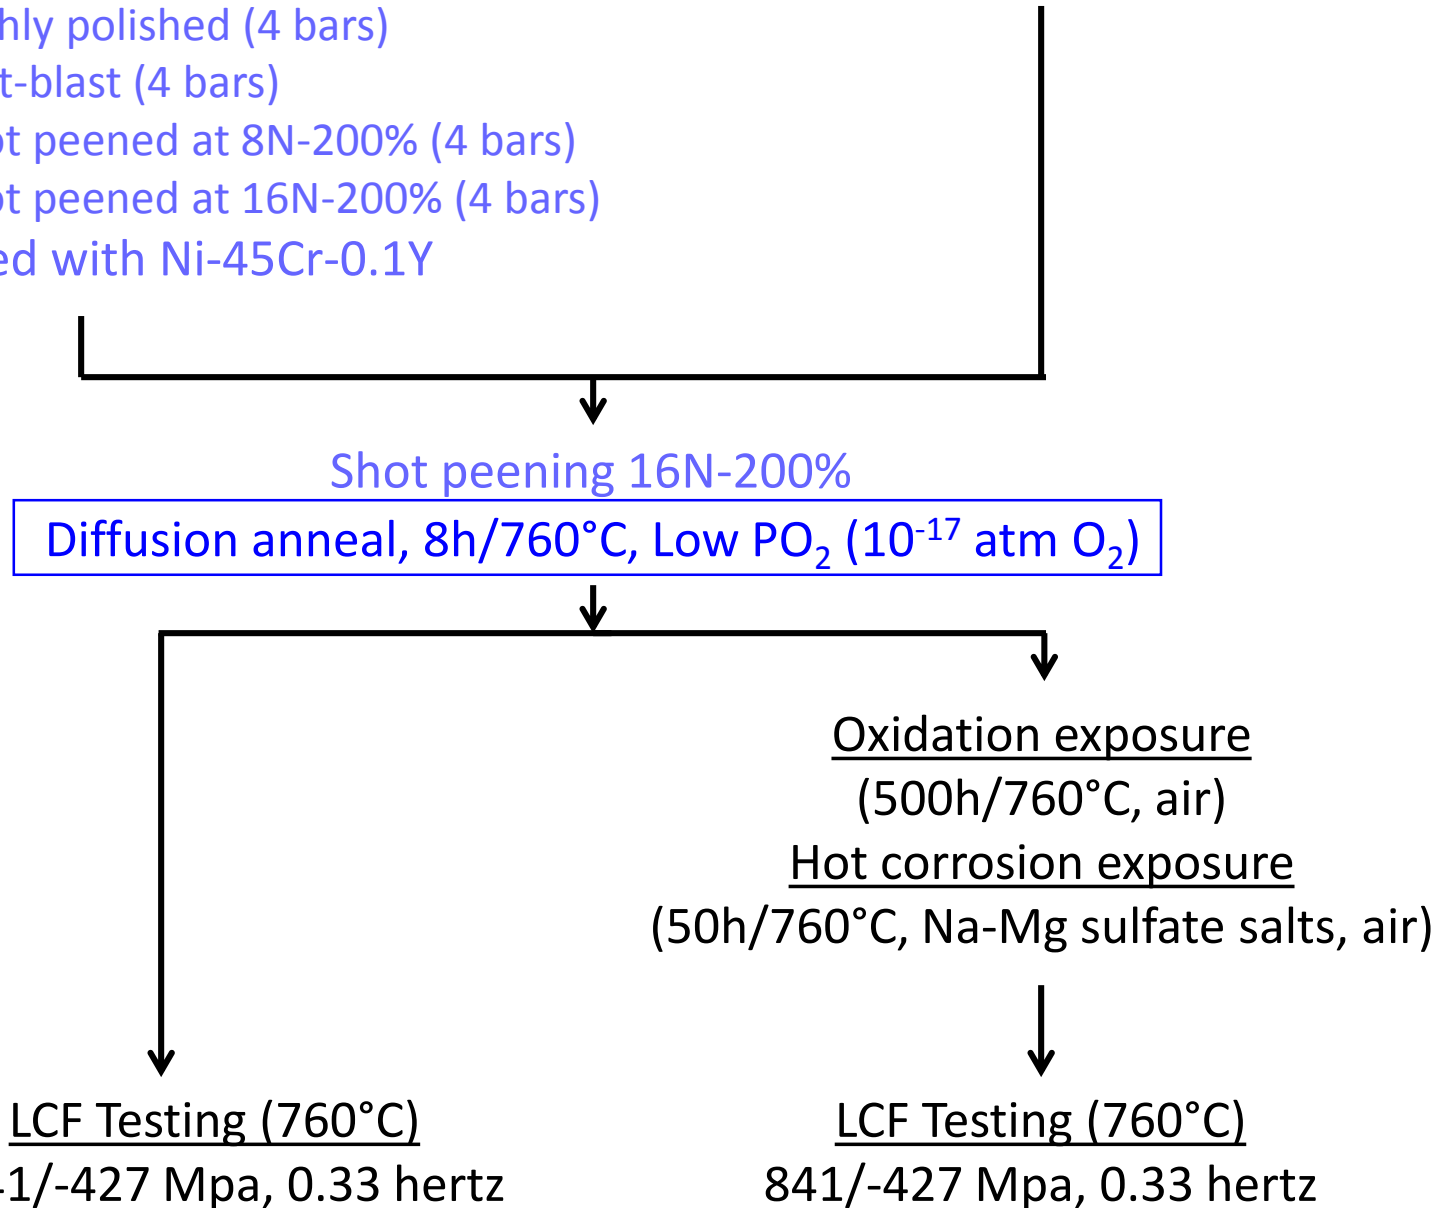 hly polished (4 bars)
t-blast (4 bars)
ot peened at 8N-200% (4 bars)
ot peened at 16N-200% (4 bars)
ed with Ni-45Cr-0.1Y
Shot peening 16N-200%
Diffusion anneal, 8h/760°C, Low PO₂ (10⁻¹⁷ atm O₂)
Oxidation exposure
(500h/760°C, air)
Hot corrosion exposure
(50h/760°C, Na-Mg sulfate salts, air)
LCF Testing (760°C)
41/-427 Mpa, 0.33 hertz
LCF Testing (760°C)
841/-427 Mpa, 0.33 hertz